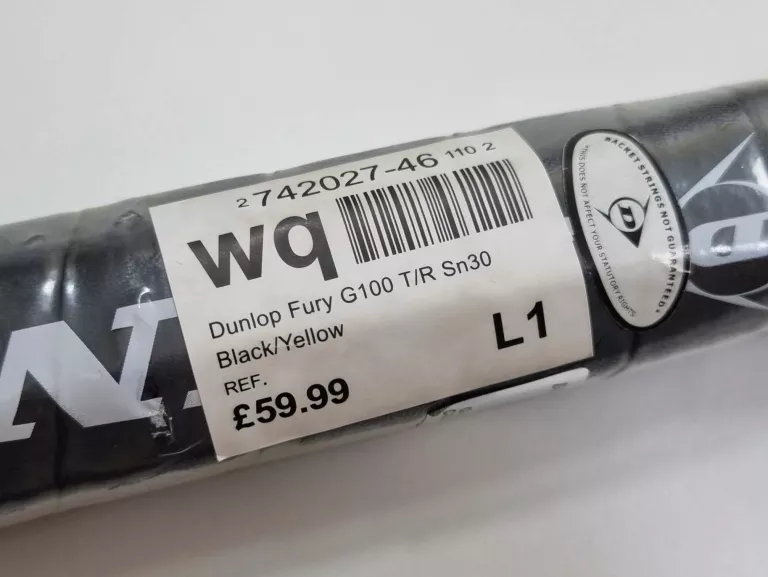 2 742027-46 110 2
wq
Dunlop Fury G100 T/R Sn30
Black/Yellow
REF.
£59.99
L1
RACKET STRINGS NOT GUARANTEED
THIS DOES NOT AFFECT YOUR STATUTORY RIGHTS
D
N
D